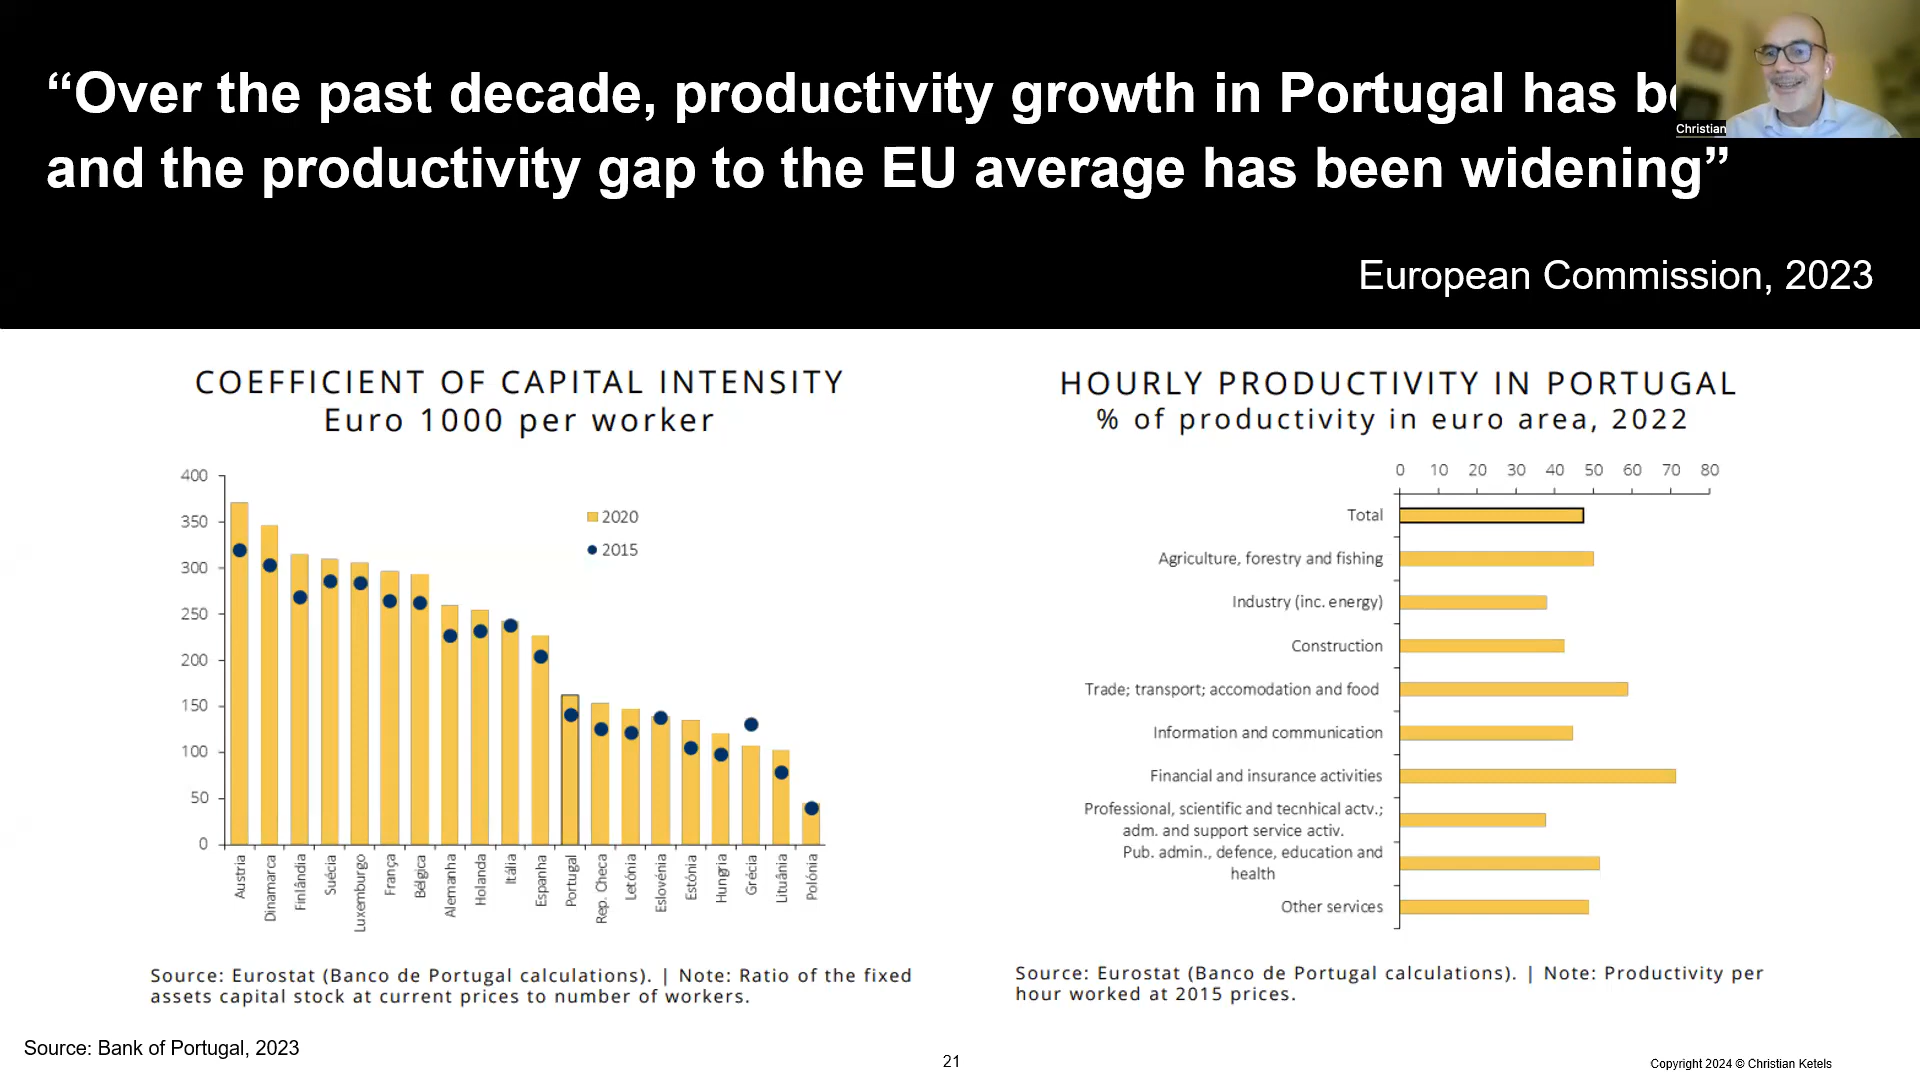 “Over the past decade, productivity growth in Portugal has
and the productivity gap to the EU average has been widening”
Christian
European Commission, 2023
COEFFICIENT OF CAPITAL INTENSITY
Euro 1000 per worker
400
350
300
250
200
150
100
50
0
2020
2015
Austria
Dinamarca
Finlândia
Suécia
Luxemburgo
França
Bélgica
Alemanha
Holanda
Itália
Espanha
Portugal
Rep. Checa
Letónia
Eslovénia
Estónia
Hungria
Grécia
Lituânia
Polónia
Source: Eurostat (Banco de Portugal calculations). | Note: Ratio of the fixed
assets capital stock at current prices to number of workers.
HOURLY PRODUCTIVITY IN PORTUGAL
% of productivity in euro area, 2022
0 10 20 30 40 50 60 70 80
Total
Agriculture, forestry and fishing
Industry (inc. energy)
Construction
Trade; transport; accomodation and food
Information and communication
Financial and insurance activities
Professional, scientific and tecnhical actv.;
adm. and support service activ.
Pub. admin., defence, education and
health
Other services
Source: Eurostat (Banco de Portugal calculations). | Note: Productivity per
hour worked at 2015 prices.
Source: Bank of Portugal, 2023
21
Copyright 2024 © Christian Ketels